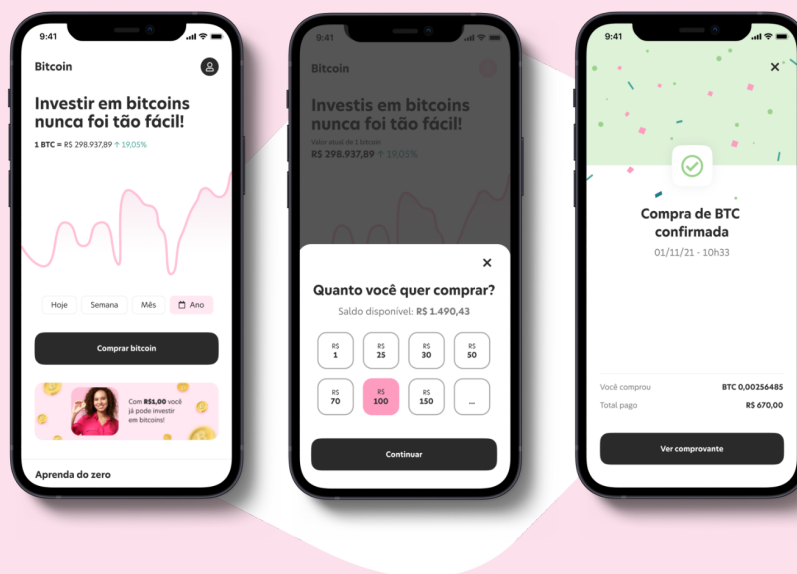 9:41
Bitcoin
Investir em bitcoins
nunca foi tão fácil!
1 BTC = R$ 298.937,89 ↑ 19,05%
Hoje
Semana
Mês
Ano
Comprar bitcoin
Com R$1,00 você
já pode investir
em bitcoins!
Aprenda do zero
9:41
Bitcoin
Investis em bitcoins
nunca foi tão fácil!
Valor atual de 1 bitcoin
R$ 298.937,89 ↑ 19,05%
Quanto você quer comprar?
Saldo disponível: R$ 1.490,43
R$ R$ R$ R$
1 25 30 50
R$ R$ R$
70 100 150 ...
Continuar
9:41
Compra de BTC
confirmada
01/11/21 - 10h33
Você comprou BTC 0,00256485
Total pago R$ 670,00
Ver comprovante